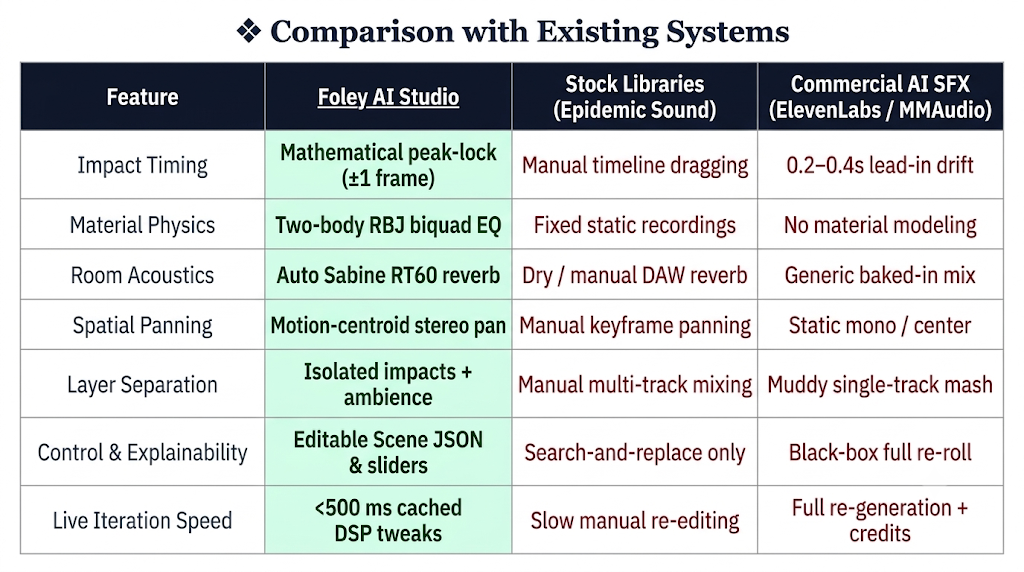 ❖ Comparison with Existing Systems
Feature
Foley AI Studio
Stock Libraries
(Epidemic Sound)
Commercial AI SFX
(ElevenLabs / MMAudio)
Impact Timing
Mathematical peak-lock
(±1 frame)
Manual timeline dragging
0.2–0.4s lead-in drift
Material Physics
Two-body RBJ biquad EQ
Fixed static recordings
No material modeling
Room Acoustics
Auto Sabine RT60 reverb
Dry / manual DAW reverb
Generic baked-in mix
Spatial Panning
Motion-centroid stereo pan
Manual keyframe panning
Static mono / center
Layer Separation
Isolated impacts +
ambience
Manual multi-track mixing
Muddy single-track mash
Control & Explainability
Editable Scene JSON
& sliders
Search-and-replace only
Black-box full re-roll
Live Iteration Speed
<500 ms cached
DSP tweaks
Slow manual re-editing
Full re-generation +
credits